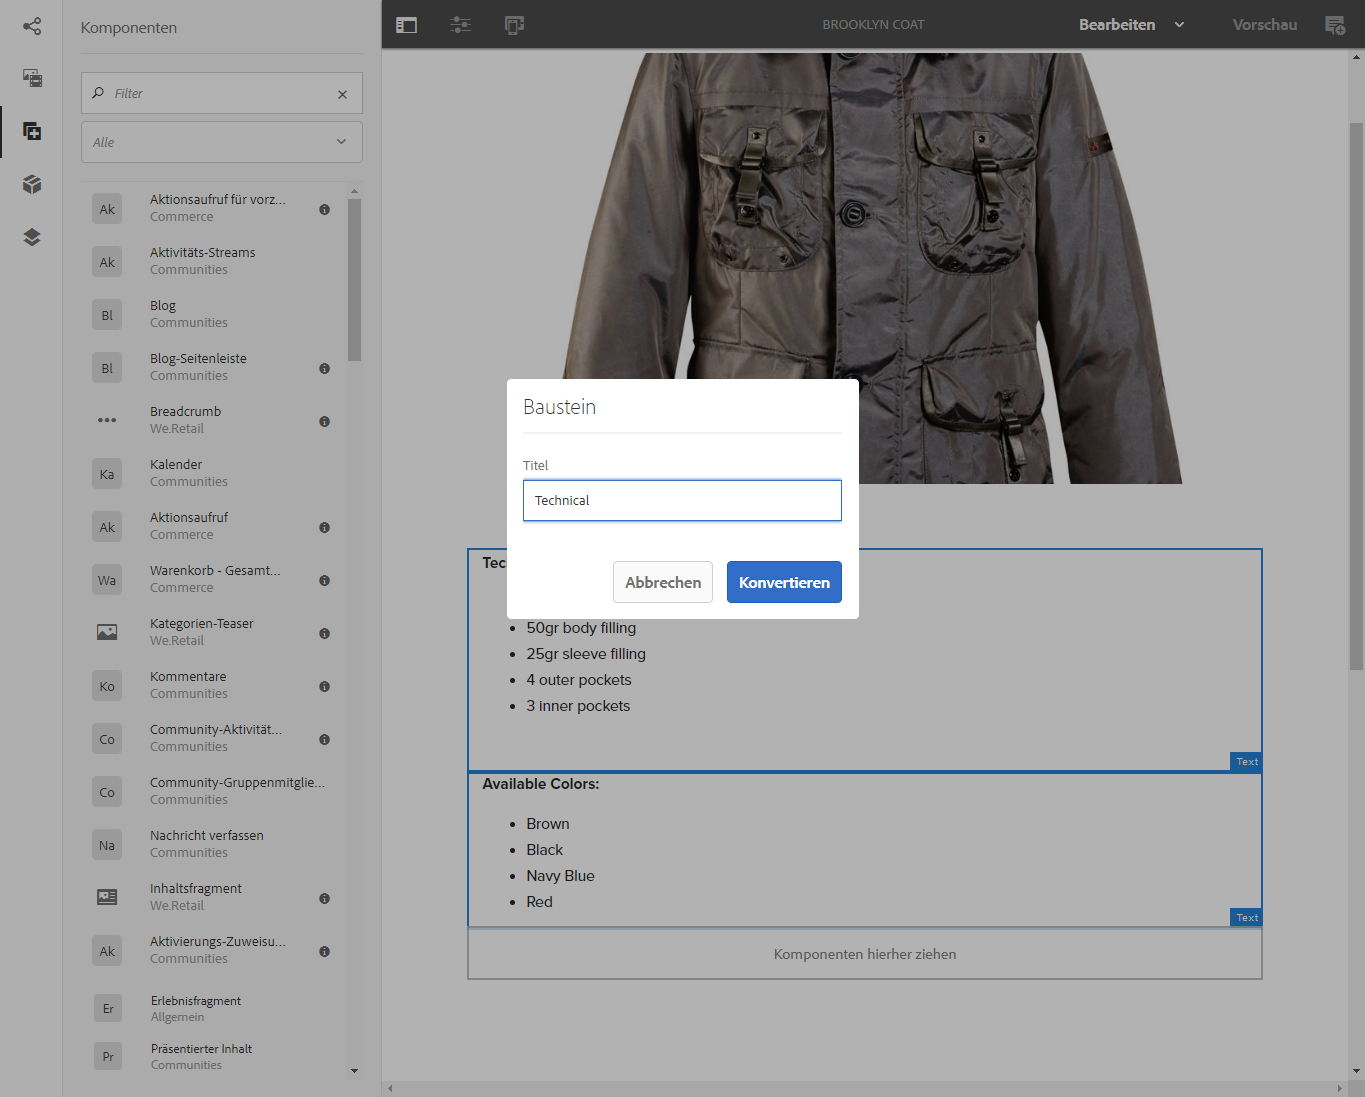 Komponenten
BROOKLYN COAT
Bearbeiten
Vorschau
Filter
Alle
Ak
Aktionsaufruf für vorz...
Commerce
Ak
Aktivitäts-Streams
Communities
Bl
Blog
Communities
Bl
Blog-Seitenleiste
Communities
Breadcrumb
We.Retail
Ka
Kalender
Communities
Ak
Aktionsaufruf
Commerce
Wa
Warenkorb - Gesamt...
Commerce
Kategorien-Teaser
We.Retail
Ko
Kommentare
Communities
Co
Community-Aktivität...
Communities
Co
Community-Gruppenmitglie...
Communities
Na
Nachricht verfassen
Communities
Inhaltsfragment
We.Retail
Ak
Aktivierungs-Zuweisu...
Communities
Er
Erlebnisfragment
Allgemein
Pr
Präsentierter Inhalt
Communities
Baustein
Titel
Technical
Abbrechen
Konvertieren
50gr body filling
25gr sleeve filling
4 outer pockets
3 inner pockets
Text
Available Colors:
Brown
Black
Navy Blue
Red
Text
Komponenten hierher ziehen